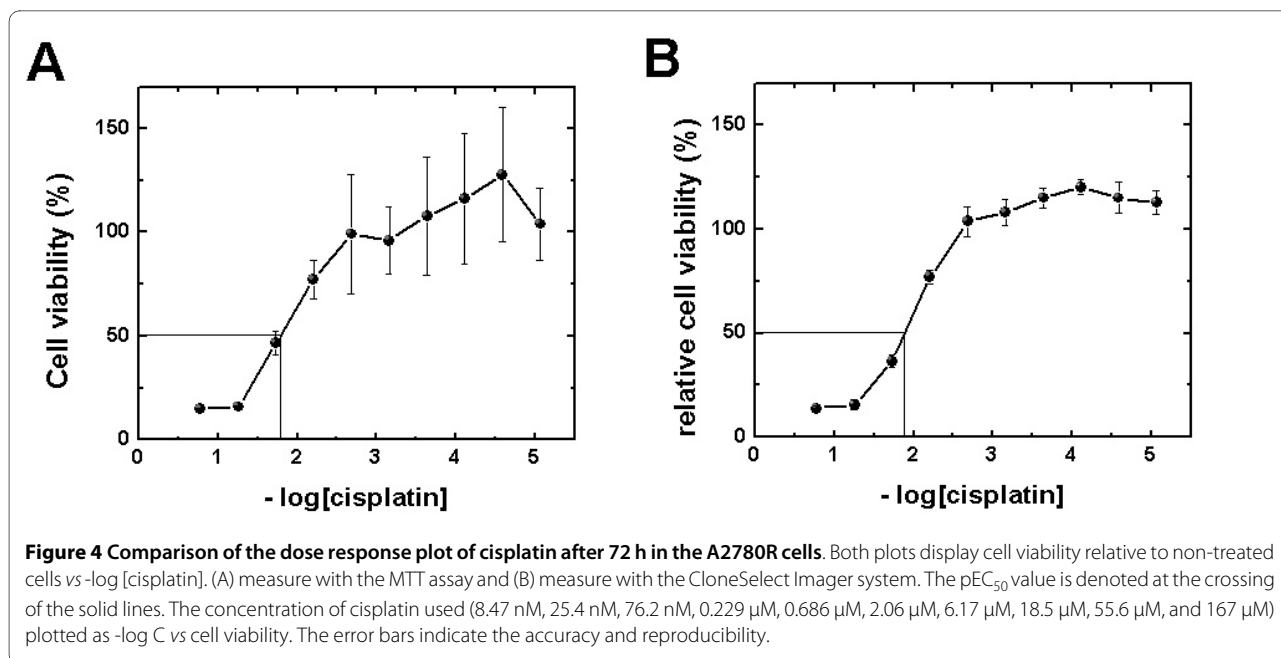 A
B
150
100
50
0
Cell viability (%)
0 1 2 3 4 5
- log[cisplatin]
150
100
50
0
relative cell viability (%)
0 1 2 3 4 5
- log[cisplatin]
Figure 4 Comparison of the dose response plot of cisplatin after 72 h in the A2780R cells. Both plots display cell viability relative to non-treated
cells vs -log [cisplatin]. (A) measure with the MTT assay and (B) measure with the CloneSelect Imager system. The pEC50 value is denoted at the crossing
of the solid lines. The concentration of cisplatin used (8.47 nM, 25.4 nM, 76.2 nM, 0.229 μM, 0.686 μM, 2.06 μM, 6.17 μM, 18.5 μM, 55.6 μM, and 167 μM)
plotted as -log C vs cell viability. The error bars indicate the accuracy and reproducibility.